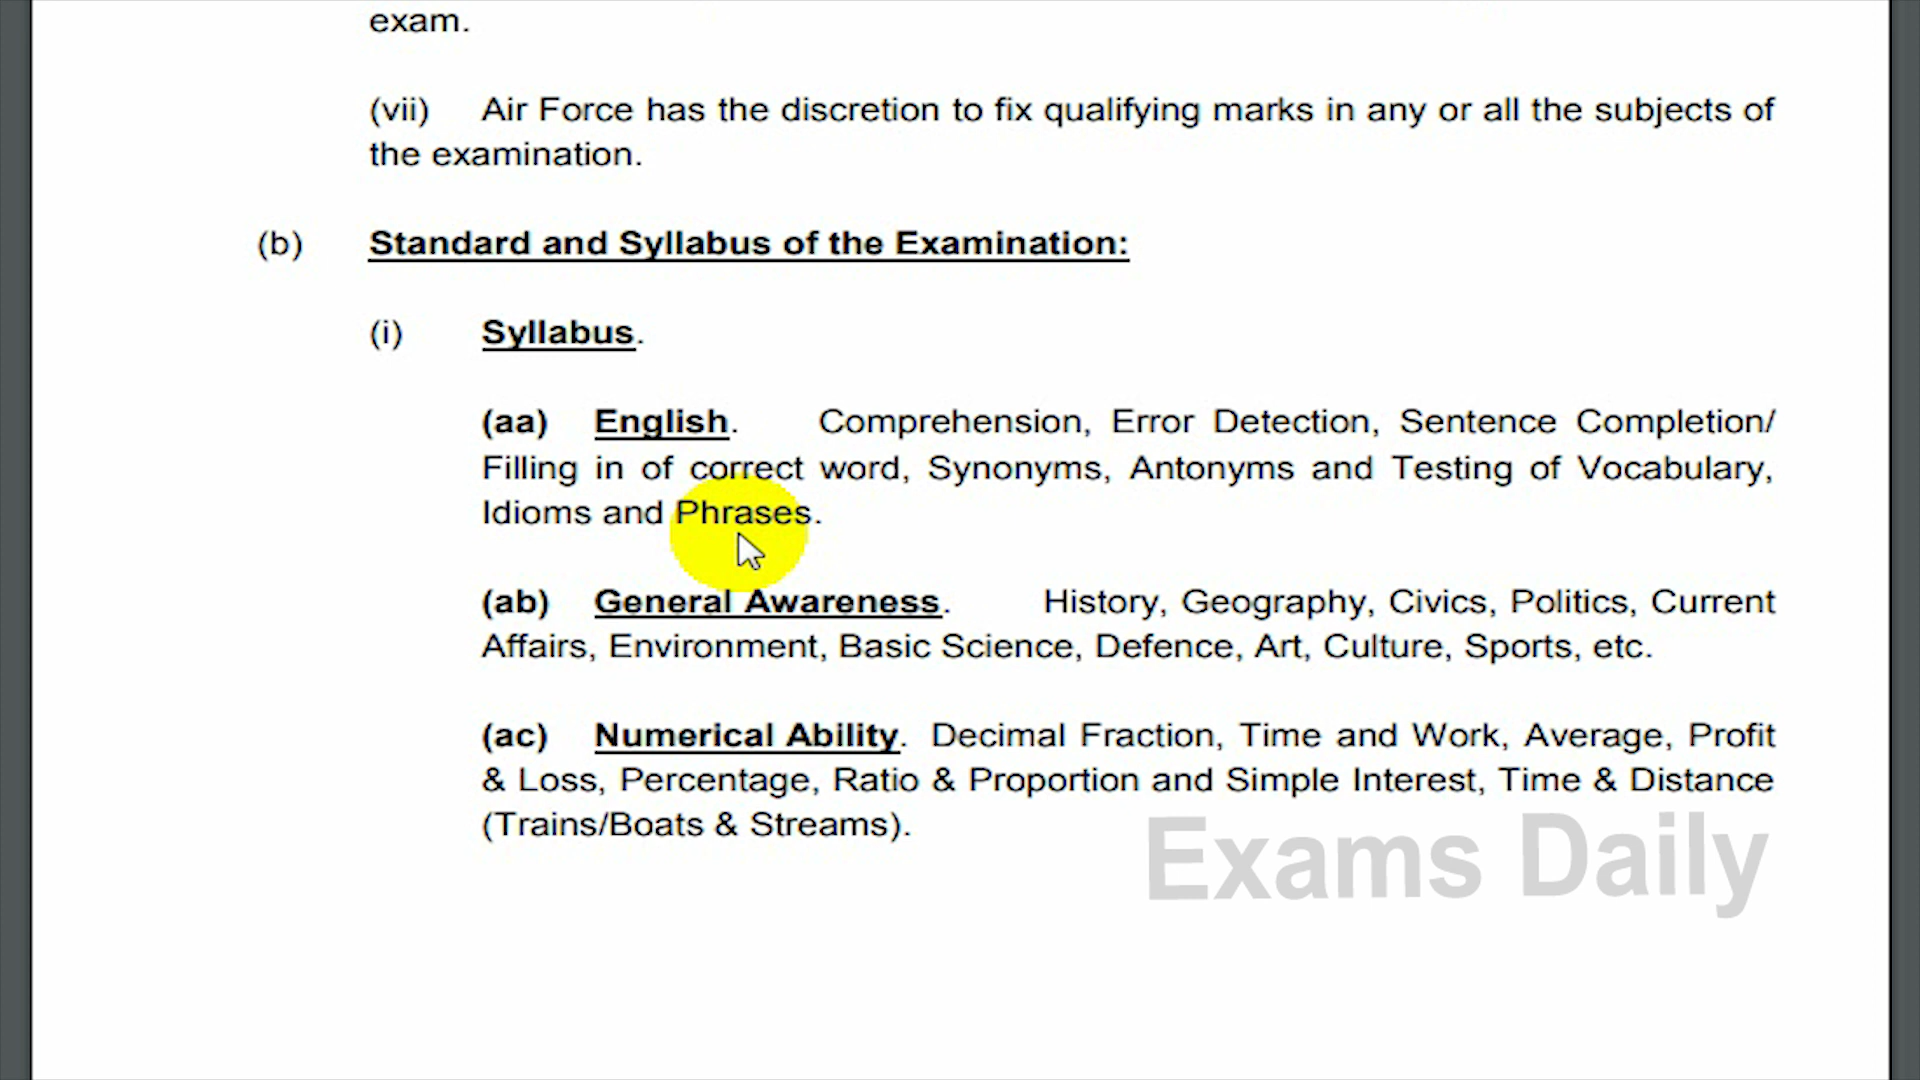 exam.
(vii) Air Force has the discretion to fix qualifying marks in any or all the subjects of
the examination.
(b) Standard and Syllabus of the Examination:
(i) Syllabus.
(aa) English. Comprehension, Error Detection, Sentence Completion/
Filling in of correct word, Synonyms, Antonyms and Testing of Vocabulary,
Idioms and Phrases.
(ab) General Awareness. History, Geography, Civics, Politics, Current
Affairs, Environment, Basic Science, Defence, Art, Culture, Sports, etc.
(ac) Numerical Ability. Decimal Fraction, Time and Work, Average, Profit
& Loss, Percentage, Ratio & Proportion and Simple Interest, Time & Distance
(Trains/Boats & Streams).
Exams Daily